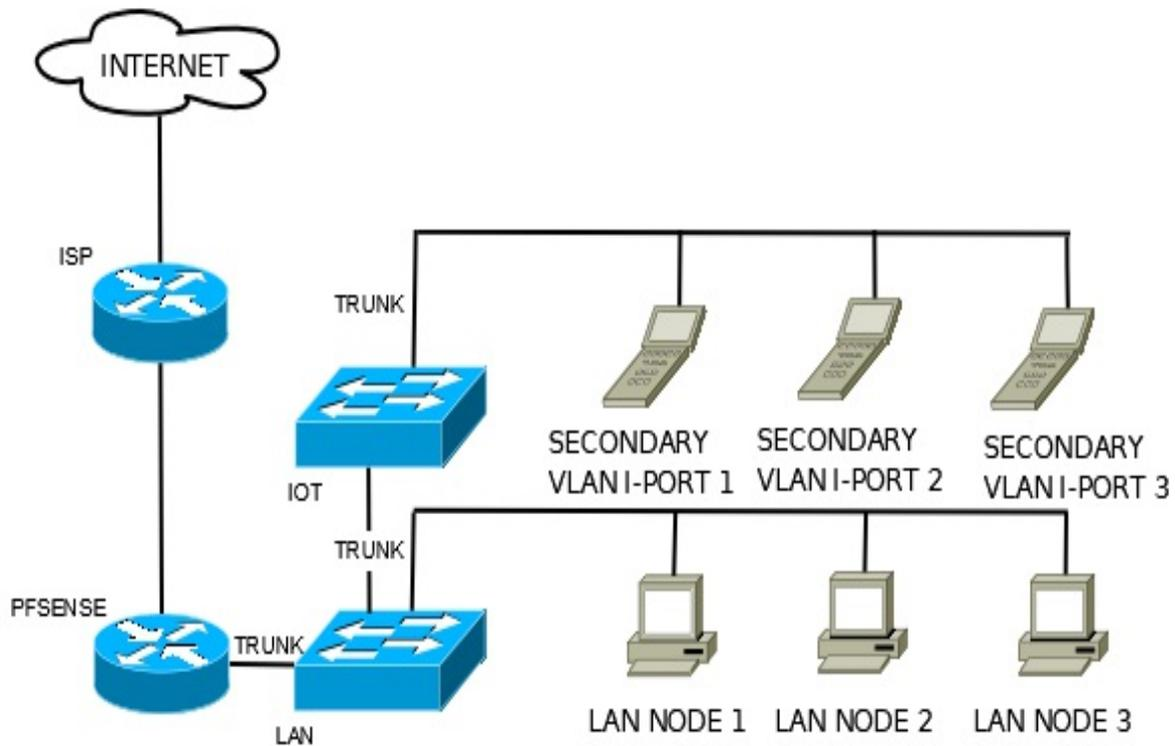 INTERNET
ISP
TRUNK
SECONDARY
VLAN I-PORT 1
SECONDARY
VLAN I-PORT 2
SECONDARY
VLAN I-PORT 3
IOT
TRUNK
PFSENSE
TRUNK
LAN
LAN NODE 1
LAN NODE 2
LAN NODE 3